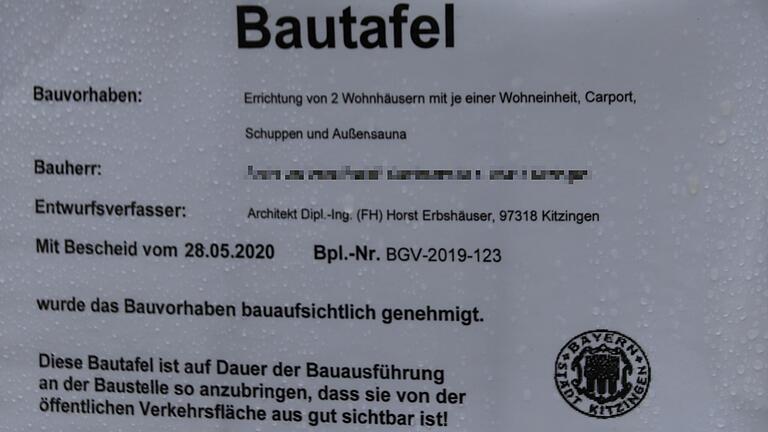 Bautafel
Bauvorhaben: Errichtung von 2 Wohnhäusern mit je einer Wohneinheit, Carport,
Schuppen und Außensauna
Bauherr:
Entwurfsverfasser: Architekt Dipl.-Ing. (FH) Horst Erbshäuser, 97318 Kitzingen
Mit Bescheid vom 28.05.2020 Bpl.-Nr. BGV-2019-123
wurde das Bauvorhaben bauaufsichtlich genehmigt.
Diese Bautafel ist auf Dauer der Bauausführung
an der Baustelle so anzubringen, dass sie von der
öffentlichen Verkehrsfläche aus gut sichtbar ist!
BAYERN
STADT KITZINGEN